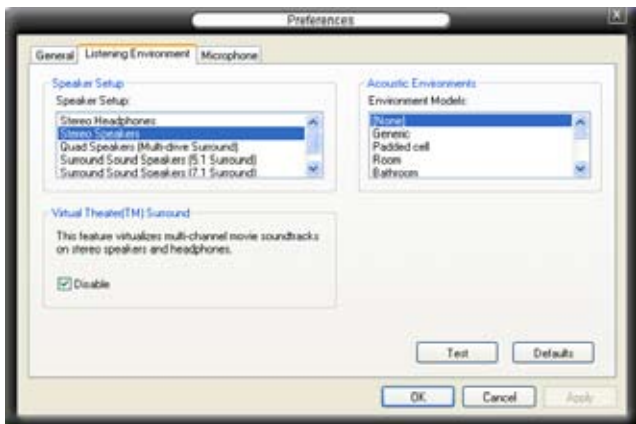 Preferences
X
General
Listening Environment
Microphone
Speaker Setup
Speaker Setup:
Stereo Headphones
Stereo Speakers
Quad Speakers (Multi-drive Surround)
Surround Sound Speakers (5.1 Surround)
Surround Sound Speakers (7.1 Surround)
Acoustic Environments
Environment Models:
(None)
Generic
Padded cell
Room
Bathroom
Virtual Theater(TM) Surround
This feature virtualizes multi-channel movie soundtracks
on stereo speakers and headphones.
Disable
Test
Defaults
OK
Cancel
Apply